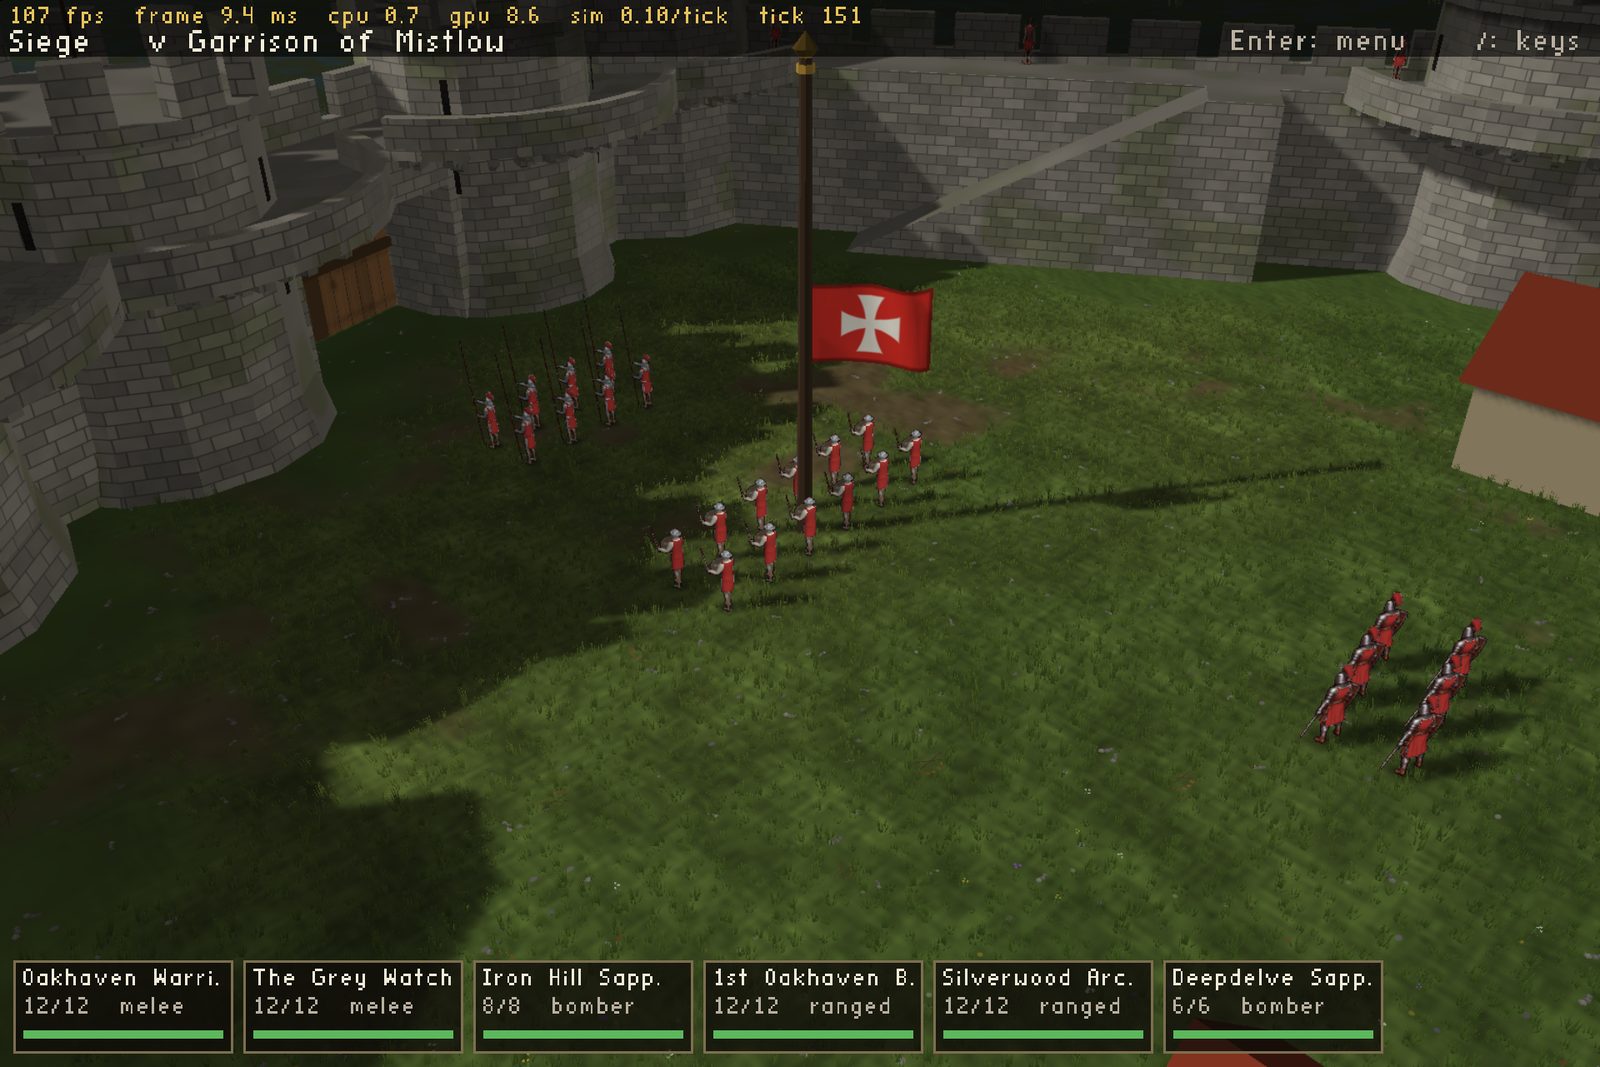 107 fps  frame 9.4 ms  cpu 0.7  gpu 8.6  sim 0.10/tick  tick 151
Siege  v Garrison of Mistlow  Enter: menu  /: keys
Oakhaven Warri.
12/12 melee
The Grey Watch
12/12 melee
Iron Hill Sapp.
8/8 bomber
1st Oakhaven B.
12/12 ranged
Silverwood Arc.
12/12 ranged
Deepdelve Sapp.
6/6 bomber